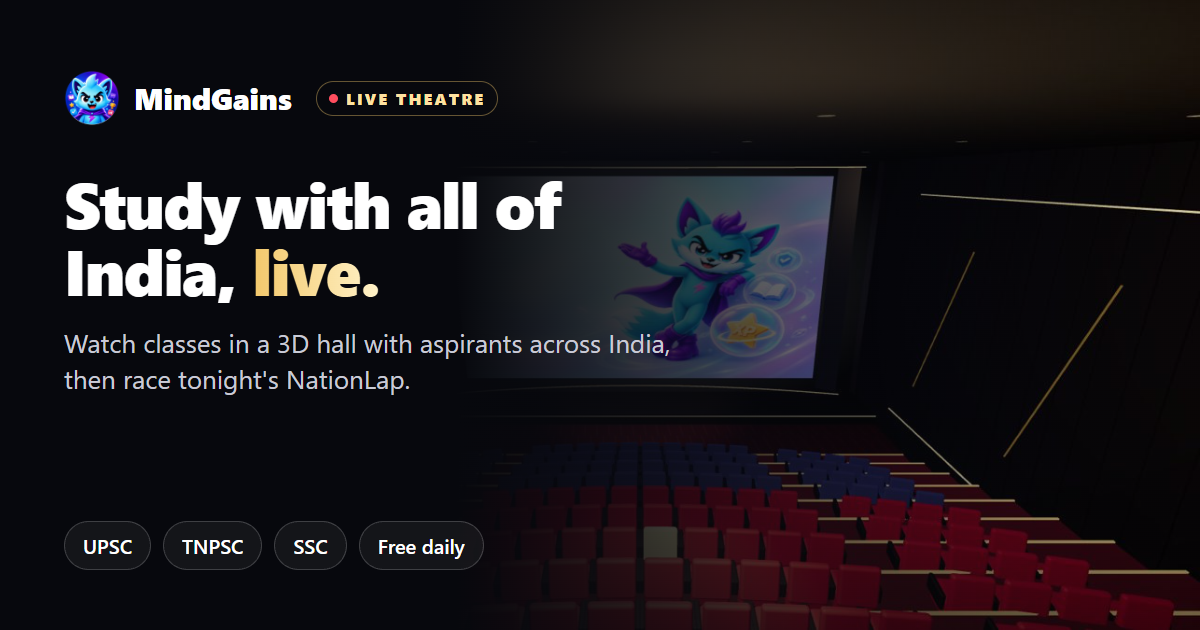 MindGains
LIVE THEATRE
Study with all of
India, live.
Watch classes in a 3D hall with aspirants across India,
then race tonight's NationLap.
XP
UPSC
TNPSC
SSC
Free daily